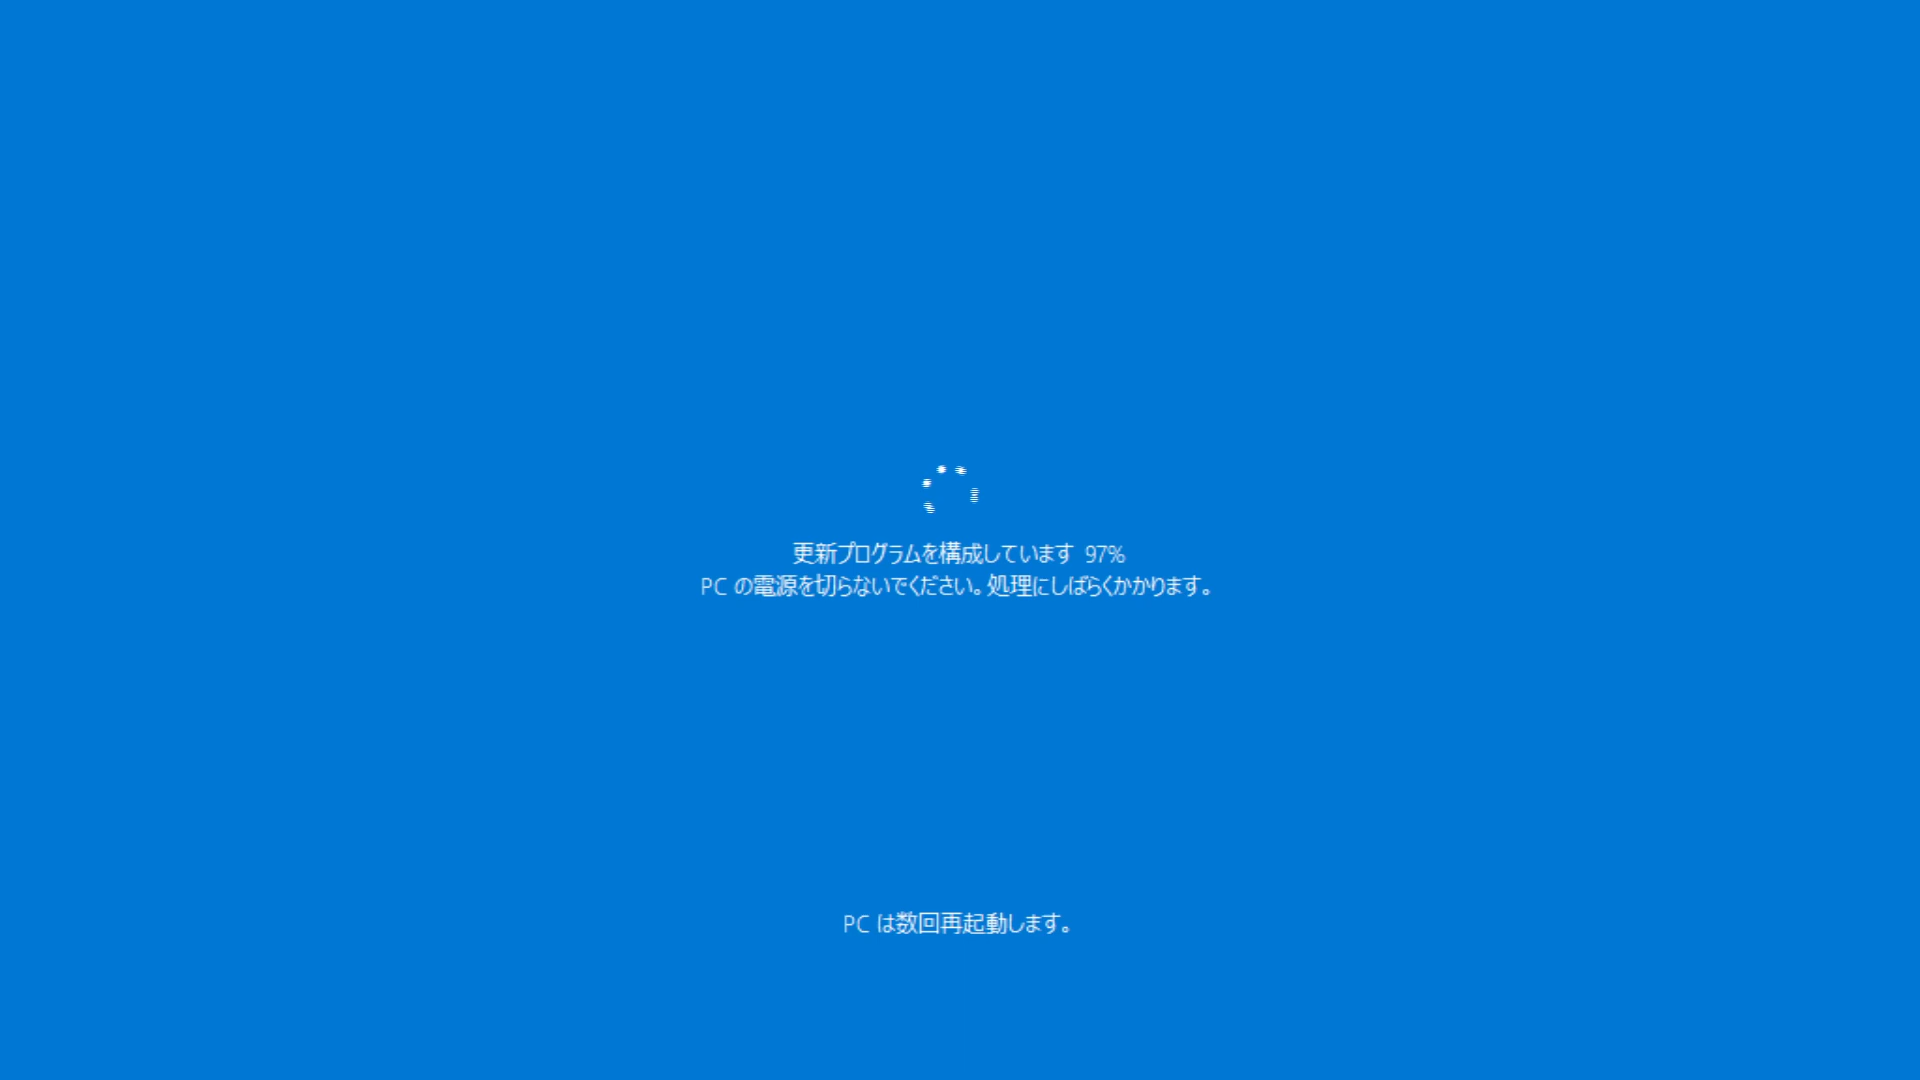 更新プログラムを構成しています 97%
PC の電源を切らないでください。処理にしばらくかかります。
PC は数回再起動します。